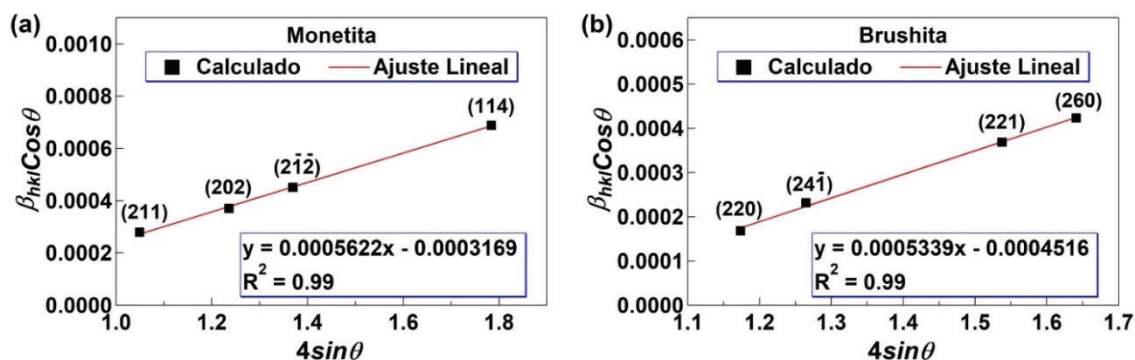 (a)
Monetita
Calculado
Ajuste Lineal
0.0010
0.0008
0.0006
0.0004
0.0002
0.0000
β_hkl Cosθ
(211)
(202)
(21̄2̄)
(114)
y = 0.0005622x - 0.0003169
R² = 0.99
1.0 1.2 1.4 1.6 1.8
4sinθ
(b)
Brushita
Calculado
Ajuste Lineal
0.0006
0.0005
0.0004
0.0003
0.0002
0.0001
0.0000
β_hkl Cosθ
(220)
(241̄)
(221)
(260)
y = 0.0005339x - 0.0004516
R² = 0.99
1.1 1.2 1.3 1.4 1.5 1.6 1.7
4sinθ